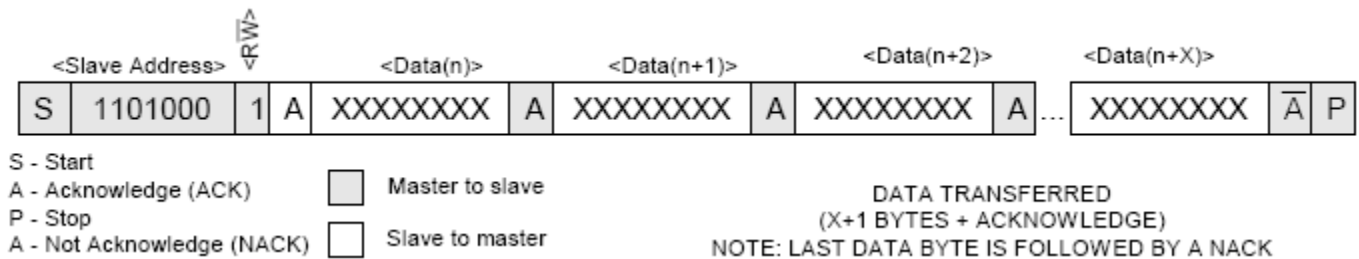 <RW>
<Slave Address> <Data(n)> <Data(n+1)> <Data(n+2)> <Data(n+X)>
S 1101000 1 A XXXXXXXX A XXXXXXXX A XXXXXXXX A ... XXXXXXXX A̅ P
S - Start
A - Acknowledge (ACK)
P - Stop
A - Not Acknowledge (NACK)
Master to slave
Slave to master
DATA TRANSFERRED
(X+1 BYTES + ACKNOWLEDGE)
NOTE: LAST DATA BYTE IS FOLLOWED BY A NACK